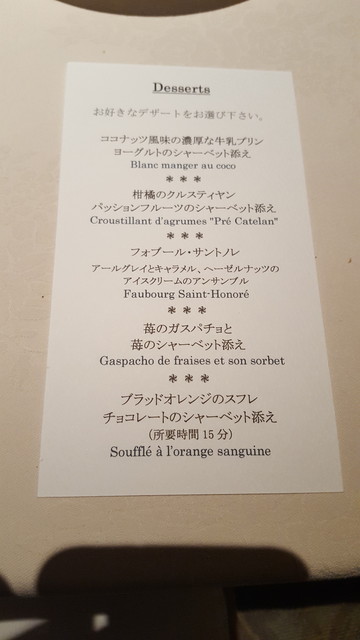 Desserts
お好きなデザートをお選び下さい。
ココナッツ風味の濃厚な牛乳プリン
ヨーグルトのシャーベット添え
Blanc manger au coco
＊＊＊
柑橘のクルスティヤン
パッションフルーツのシャーベット添え
Croustillant d'agrumes "Pré Catelan"
＊＊＊
フォブール・サントノレ
アールグレイとキャラメル、ヘーゼルナッツの
アイスクリームのアンサンブル
Faubourg Saint-Honoré
＊＊＊
苺のガスパチョと
苺のシャーベット添え
Gaspacho de fraises et son sorbet
＊＊＊
ブラッドオレンジのスフレ
チョコレートのシャーベット添え
（所要時間 15 分）
Soufflé à l'orange sanguine